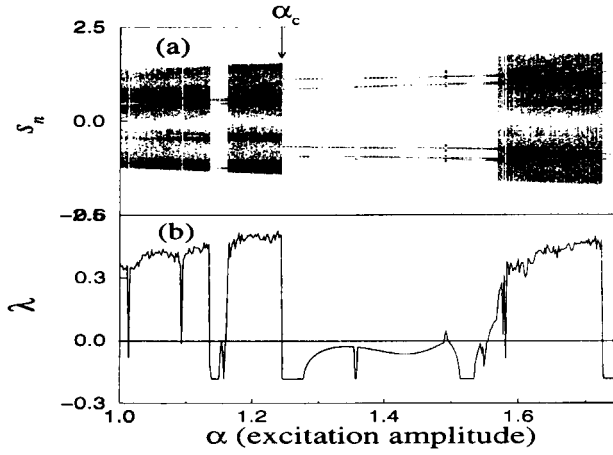 α_c
2.5
(a)
s_n
0.0
−2.5
0.6
(b)
λ
0.3
0.0
−0.3
1.0 1.2 1.4 1.6
α (excitation amplitude)